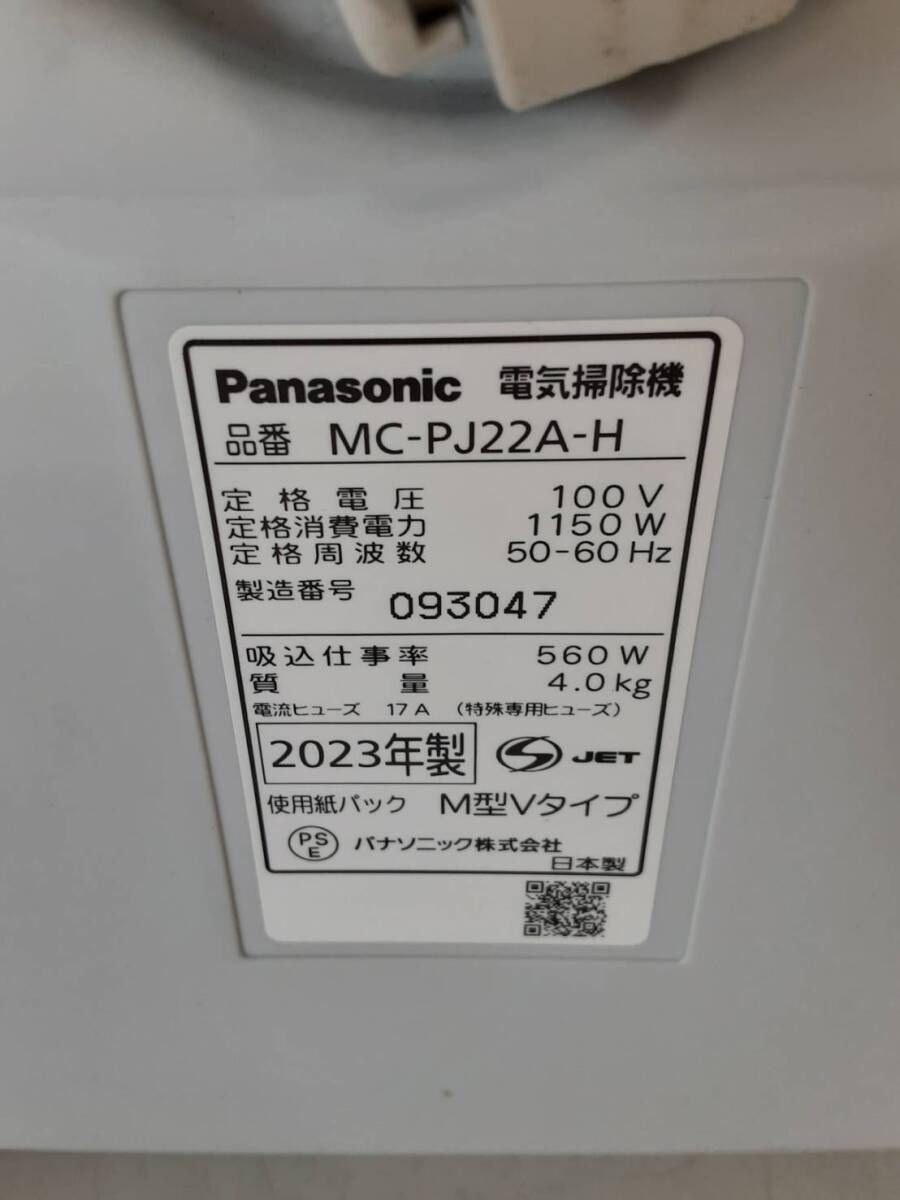 Panasonic 電気掃除機
品番 MC-PJ22A-H
定格電圧 100V
定格消費電力 1150W
定格周波数 50-60Hz
製造番号 093047
吸込仕事率 560W
質量 4.0kg
電流ヒューズ 17A (特殊専用ヒューズ)
2023年製 JET
使用紙パック M型Vタイプ
PSE パナソニック株式会社
日本製